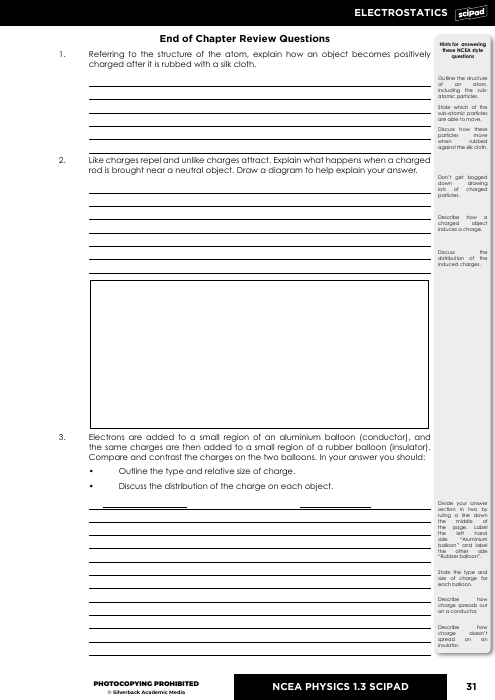 ELECTROSTATICS
scipad
End of Chapter Review Questions
1. Referring to the structure of the atom, explain how an object becomes positively
charged after it is rubbed with a silk cloth.
2. Like charges repel and unlike charges attract. Explain what happens when a charged
rod is brought near a neutral object. Draw a diagram to help explain your answer.
3. Electrons are added to a small region of an aluminium balloon (conductor), and
the same charges are then added to a small region of a rubber balloon (insulator).
Compare and contrast the charges on the two balloons. In your answer you should:
• Outline the type and relative size of charge.
• Discuss the distribution of the charge on each object.
Hints for answering
these NCEA style
questions
Outline the structure
of an atom,
including the sub-
atomic particles.
State which of the
sub-atomic particles
are able to move.
Discuss how these
particles move
when rubbed
against the silk cloth.
Don't get bogged
down drawing
lots of charged
particles.
Describe how a
charged object
induces a charge.
Discuss the
distribution of the
induced charges.
Divide your answer
section in two by
ruling a line down
the middle of
the page. Label
the left hand
side "Aluminium
balloon" and label
the other side
"Rubber balloon".
State the type and
size of charge for
each balloon.
Describe how
charge spreads out
on a conductor.
Describe how
charge doesn't
spread on an
insulator.
PHOTOCOPYING PROHIBITED
© Silverback Academic Media
NCEA PHYSICS 1.3 SCIPAD
31